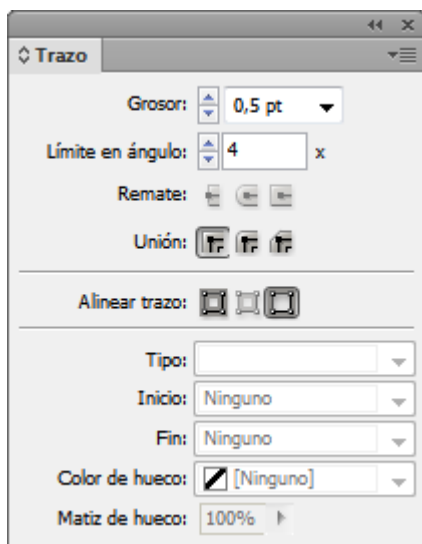 Trazo
Grosor: 0,5 pt
Límite en ángulo: 4 x
Remate:
Unión:
Alinear trazo:
Tipo:
Inicio: Ninguno
Fin: Ninguno
Color de hueco: [Ninguno]
Matiz de hueco: 100%